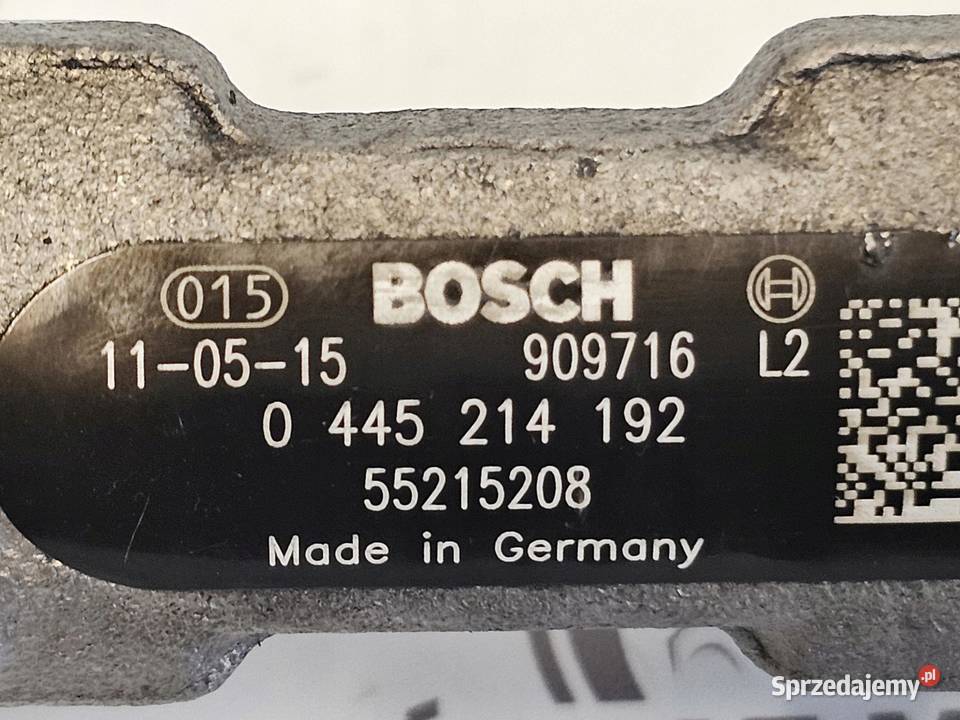 015 BOSCH
11-05-15 909716 L2
0 445 214 192
55215208
Made in Germany
Sprzedajemy.pl